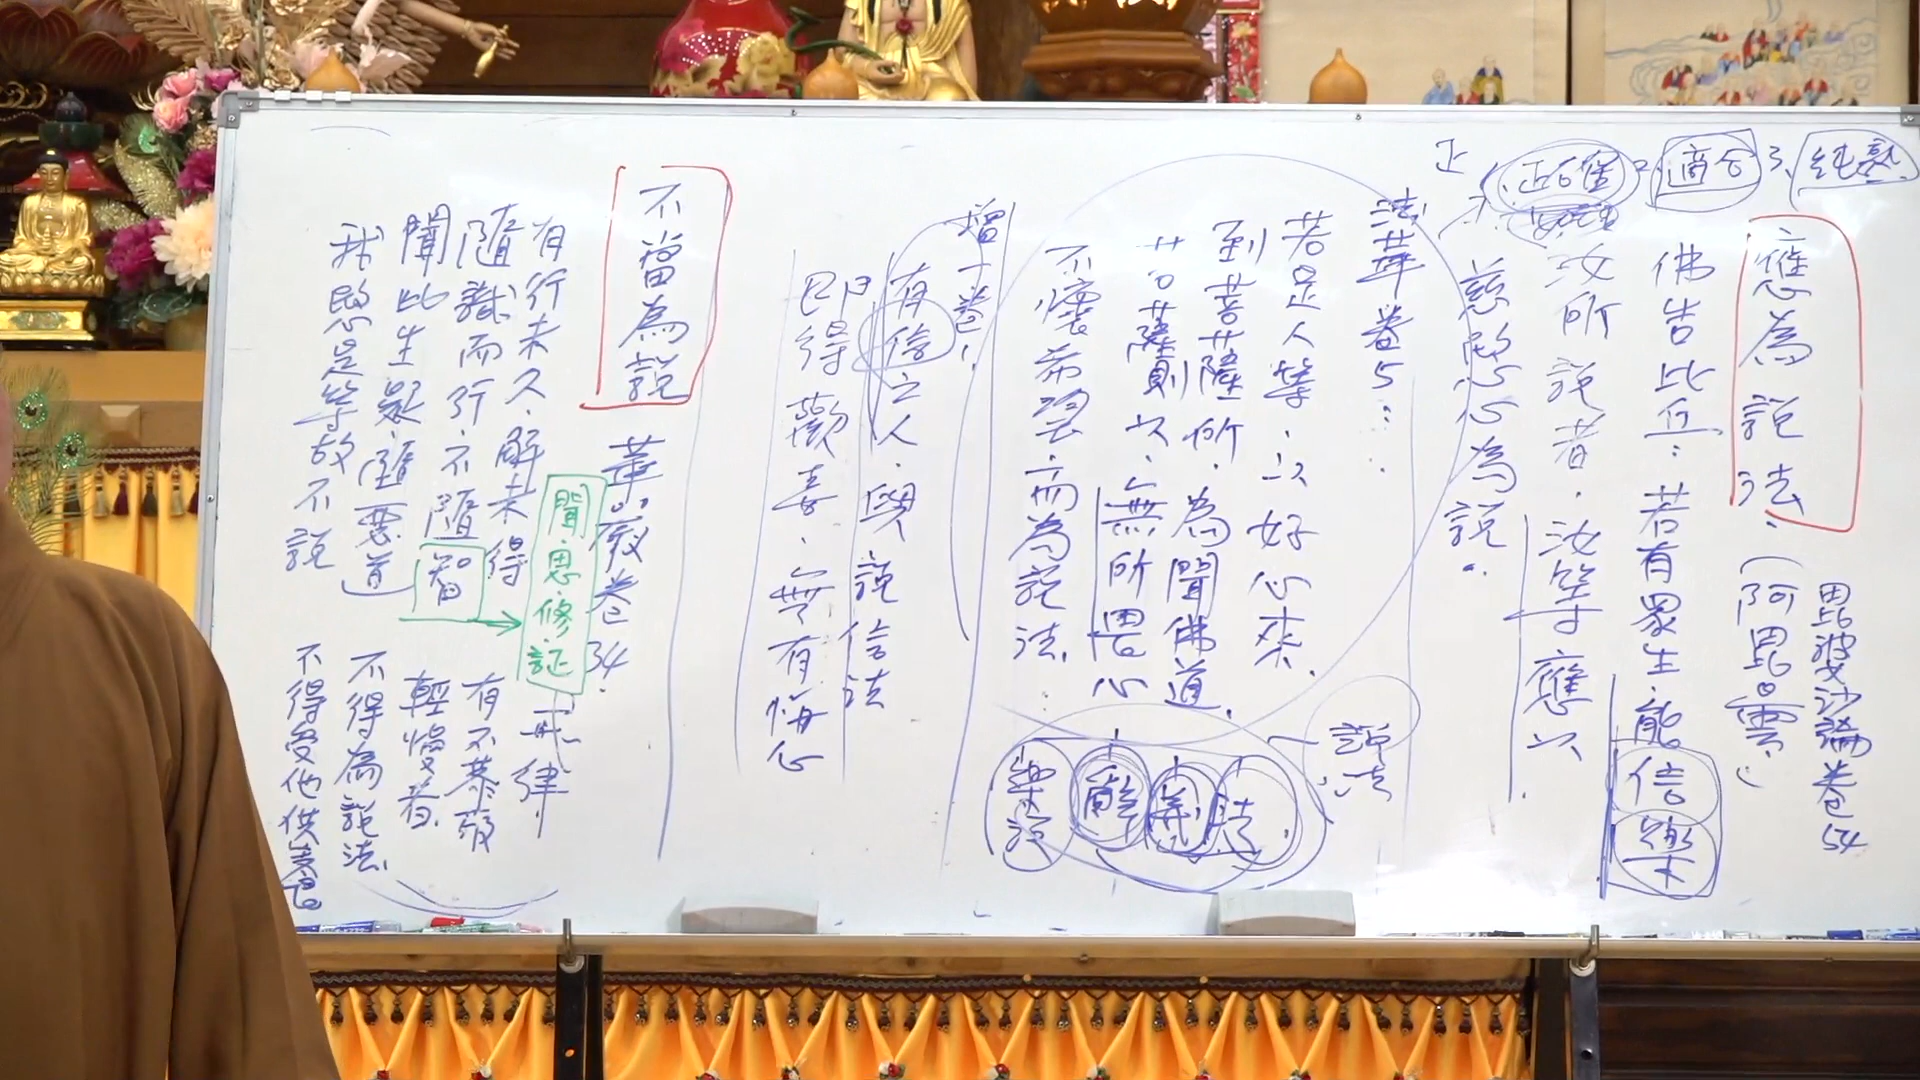 應為說法.
毘婆沙論卷54
(阿毘曇.)
佛告比丘:若有眾生能信樂
汝所說者.汝等應以
慈愍心為說.
正
1.正確 2.適合 3.純熟
法華卷5:
若是人等.以好心來.
到菩薩所.為聞佛道.
菩薩則以.無所畏心
不懷希望.而為說法.
說法
法 義 辭 樂說
增一卷1
有信之人.與說信法
即得歡喜.無有悔心
不當為說
華嚴卷34.
有行未久.解未得
隨識而行.不隨智
聞思修証
聞此生疑.隨惡道
我愍是等故不說
戒律.
有不恭敬
輕慢者.
不得為說法.
不得受他供養